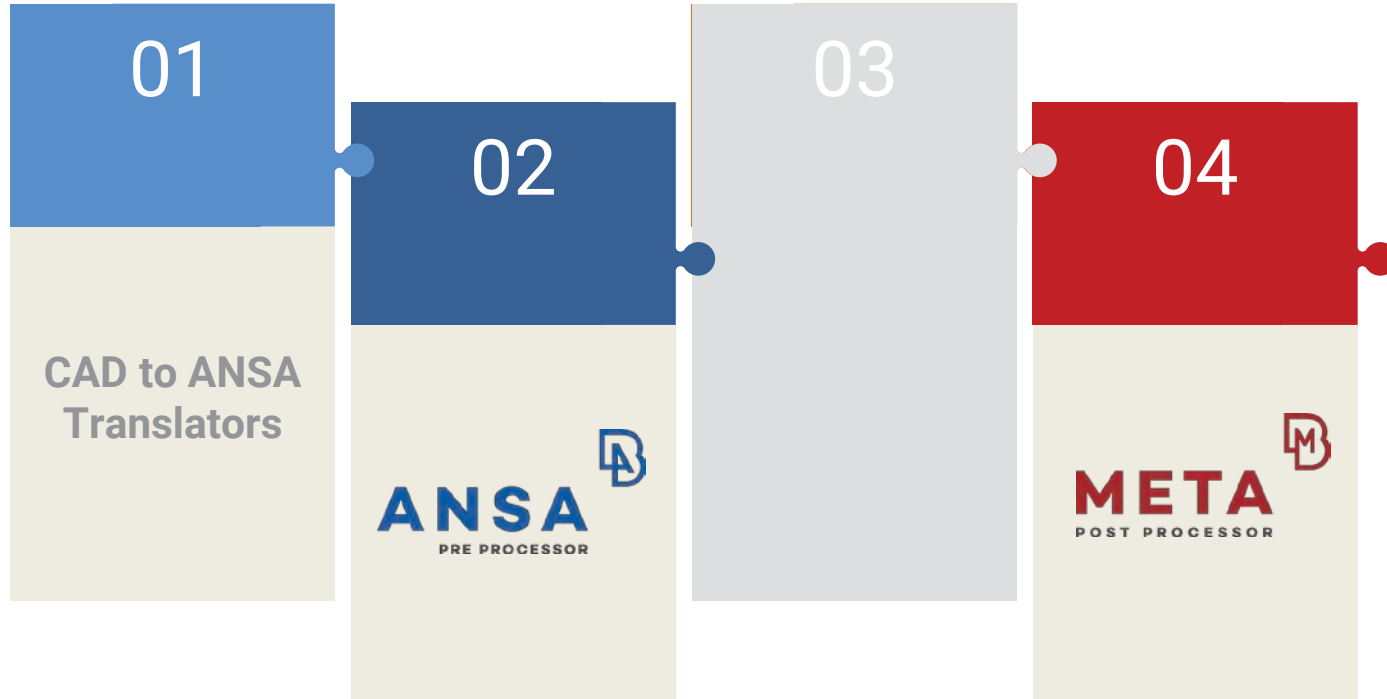 01
CAD to ANSA
Translators
02
ANSA
PRE PROCESSOR
03
04
META
POST PROCESSOR